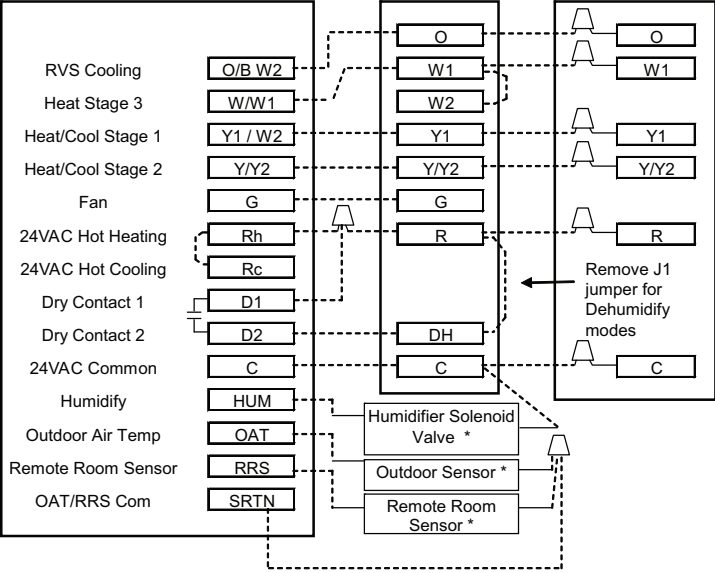 O O
RVS Cooling O/B W2 W1 W1
Heat Stage 3 W/W1 W2
Heat/Cool Stage 1 Y1 / W2 Y1 Y1
Heat/Cool Stage 2 Y/Y2 Y/Y2 Y/Y2
Fan G G
24VAC Hot Heating Rh R R
24VAC Hot Cooling Rc
Remove J1
jumper for
Dehumidify
modes
Dry Contact 1 D1
Dry Contact 2 D2 DH
24VAC Common C C C
Humidify HUM
Humidifier Solenoid
Valve *
Outdoor Air Temp OAT
Outdoor Sensor *
Remote Room Sensor RRS
Remote Room
Sensor *
OAT/RRS Com SRTN